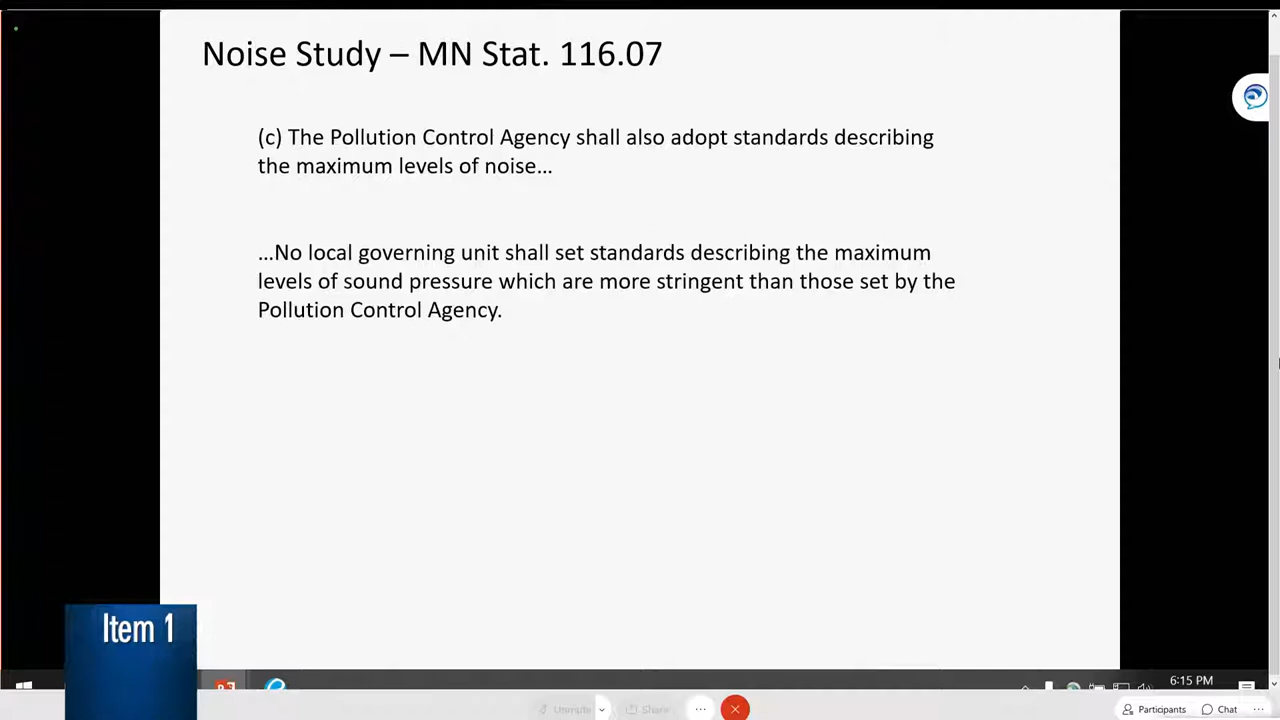 Noise Study – MN Stat. 116.07
(c) The Pollution Control Agency shall also adopt standards describing
the maximum levels of noise…
…No local governing unit shall set standards describing the maximum
levels of sound pressure which are more stringent than those set by the
Pollution Control Agency.
Item 1
6:15 PM
Unmute
Share
Participants
Chat